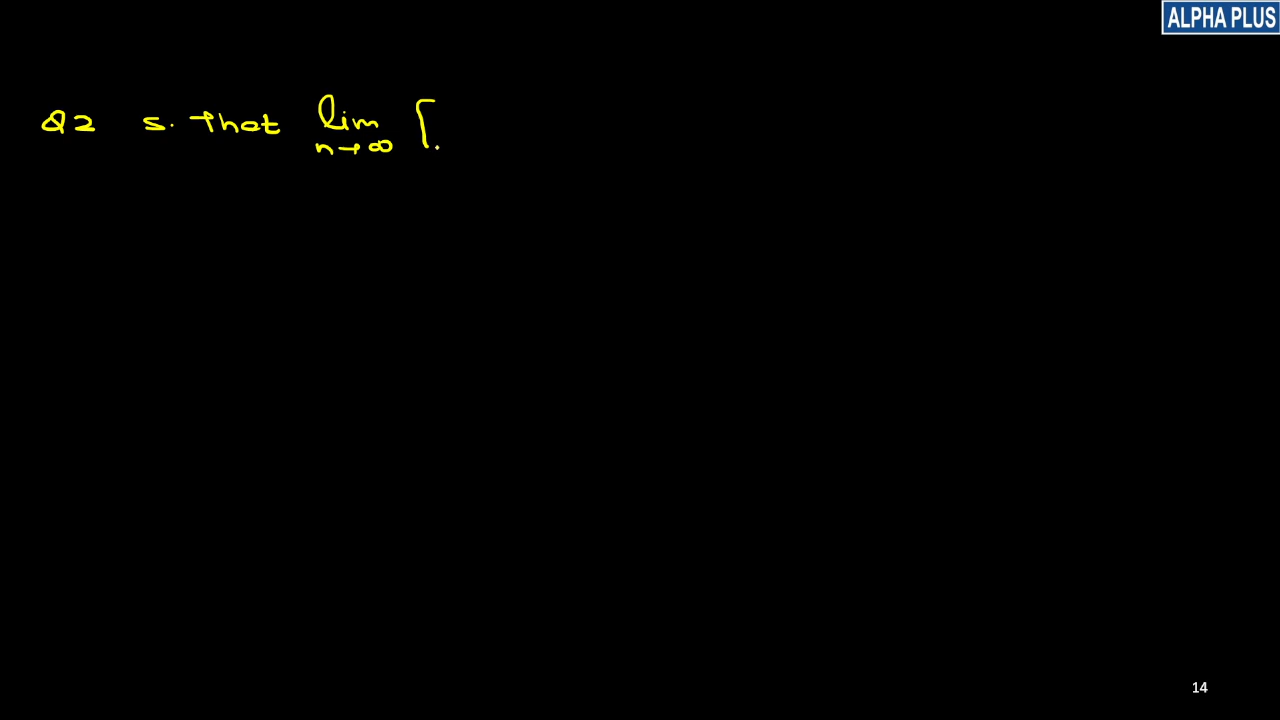 ALPHA PLUS
Q2 S. That lim [
n→∞
14